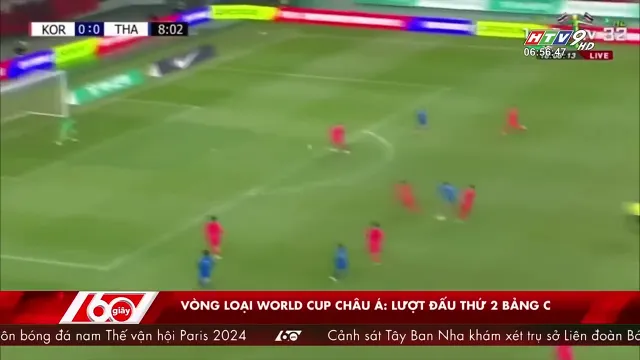 KOR 0:0 THA 8:02
HTV9 HD
06:56:47
LIVE
60 giây
VÒNG LOẠI WORLD CUP CHÂU Á: LƯỢT ĐẤU THỨ 2 BẢNG C
ôn bóng đá nam Thế vận hội Paris 2024 60 giây Cảnh sát Tây Ban Nha khám xét trụ sở Liên đoàn B